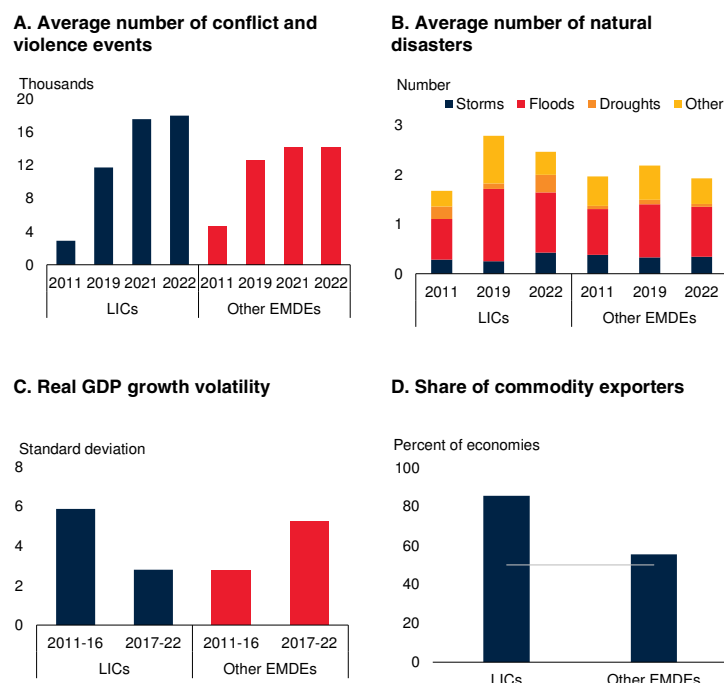 A. Average number of conflict and
violence events
Thousands
20
16
12
8
4
0
2011 2019 2021 2022 2011 2019 2021 2022
LICs Other EMDEs
B. Average number of natural
disasters
Number
Storms Floods Droughts Other
3
2
1
0
2011 2019 2022 2011 2019 2022
LICs Other EMDEs
C. Real GDP growth volatility
Standard deviation
8
6
4
2
0
2011-16 2017-22 2011-16 2017-22
LICs Other EMDEs
D. Share of commodity exporters
Percent of economies
100
80
60
40
20
0
LICs Other EMDEs